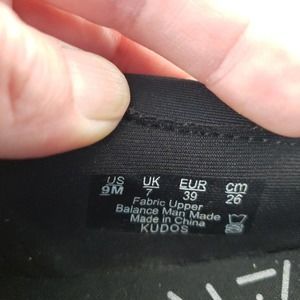 US UK EUR cm
9M 7 39 26
Fabric Upper
Balance Man Made
Made in China
KUDOS